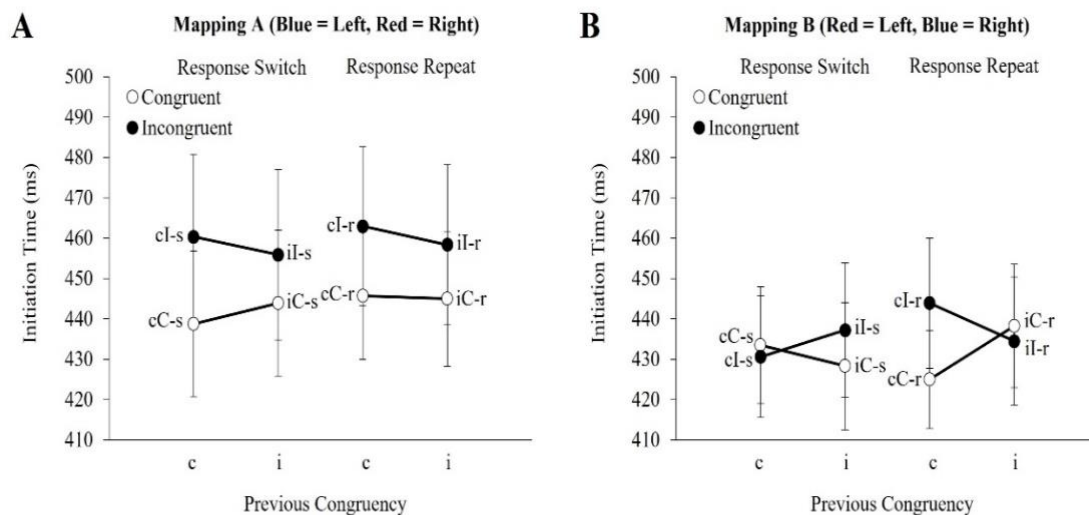 A
Mapping A (Blue = Left, Red = Right)
Response Switch
Response Repeat
Congruent
Incongruent
Initiation Time (ms)
500
490
480
470
460
450
440
430
420
410
cI-s
iI-s
cC-s
iC-s
cI-r
iI-r
cC-r
iC-r
c
i
c
i
Previous Congruency
B
Mapping B (Red = Left, Blue = Right)
Response Switch
Response Repeat
Congruent
Incongruent
Initiation Time (ms)
500
490
480
470
460
450
440
430
420
410
cC-s
cI-s
iI-s
iC-s
cI-r
cC-r
iC-r
iI-r
c
i
c
i
Previous Congruency